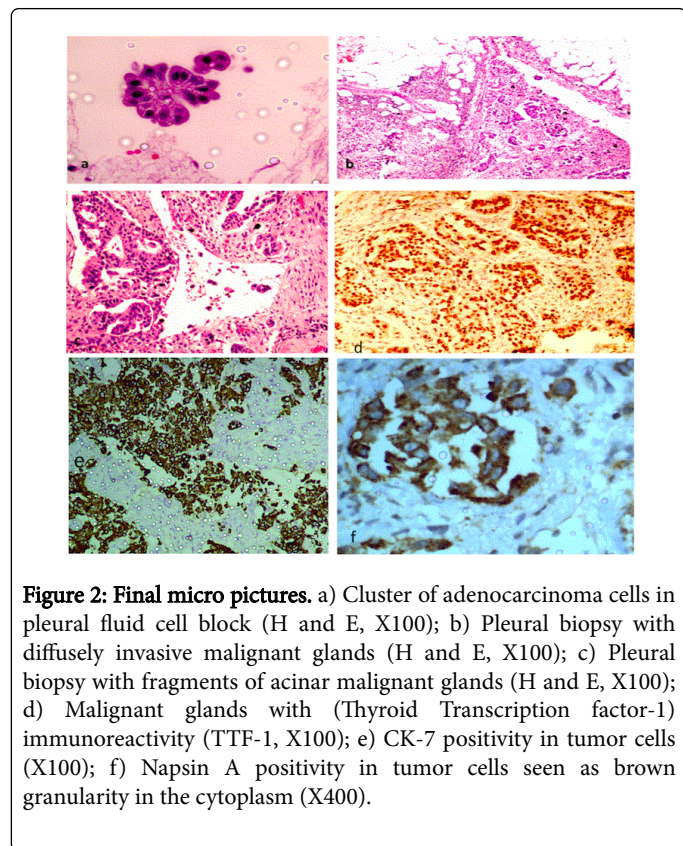 a
b
c
d
e
f
Figure 2: Final micro pictures. a) Cluster of adenocarcinoma cells in
pleural fluid cell block (H and E, X100); b) Pleural biopsy with
diffusely invasive malignant glands (H and E, X100); c) Pleural
biopsy with fragments of acinar malignant glands (H and E, X100);
d) Malignant glands with (Thyroid Transcription factor-1)
immunoreactivity (TTF-1, X100); e) CK-7 positivity in tumor cells
(X100); f) Napsin A positivity in tumor cells seen as brown
granularity in the cytoplasm (X400).